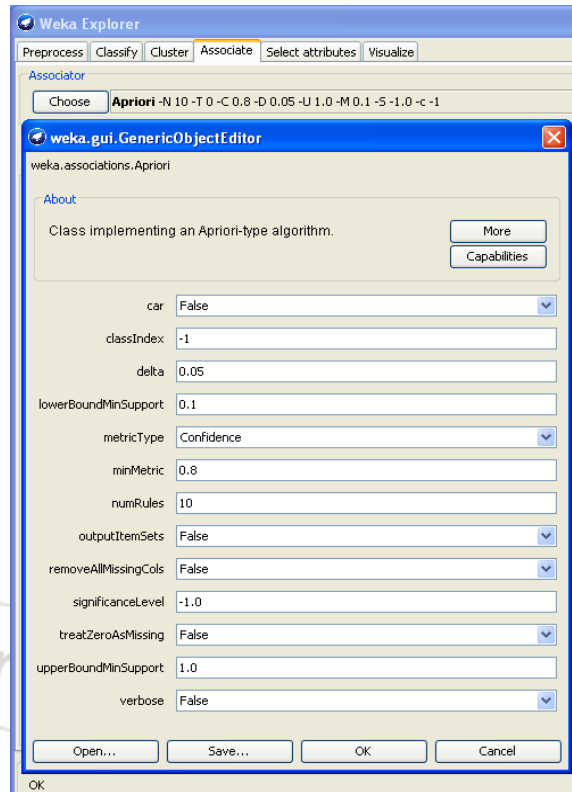 Weka Explorer
Preprocess Classify Cluster Associate Select attributes Visualize
Associator
Choose Apriori -N 10 -T 0 -C 0.8 -D 0.05 -U 1.0 -M 0.1 -S -1.0 -c -1
weka.gui.GenericObjectEditor
weka.associations.Apriori
About
Class implementing an Apriori-type algorithm.
More
Capabilities
car False
classIndex -1
delta 0.05
lowerBoundMinSupport 0.1
metricType Confidence
minMetric 0.8
numRules 10
outputItemSets False
removeAllMissingCols False
significanceLevel -1.0
treatZeroAsMissing False
upperBoundMinSupport 1.0
verbose False
Open... Save... OK Cancel
OK